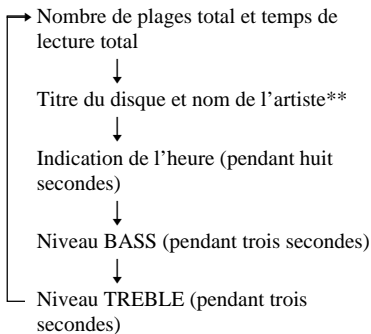 Nombre de plages total et temps de
lecture total
Titre du disque et nom de l'artiste**
Indication de l'heure (pendant huit
secondes)
Niveau BASS (pendant trois secondes)
Niveau TREBLE (pendant trois
secondes)